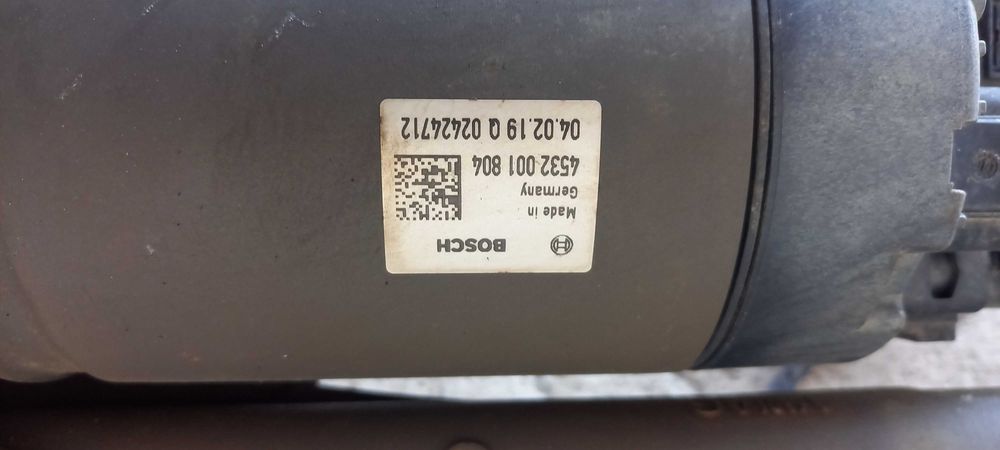 BOSCH
Made in
Germany
4532 001 804
04.02.19 Q 02424712